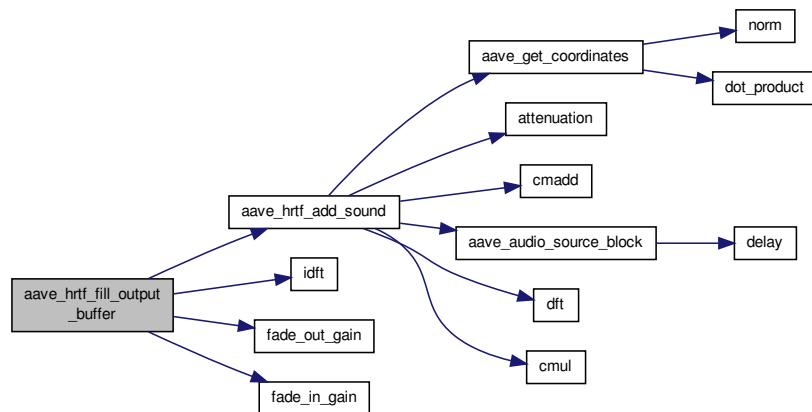 norm
aave_get_coordinates
dot_product
attenuation
cmadd
aave_hrtf_add_sound
aave_audio_source_block
delay
idft
aave_hrtf_fill_output
_buffer
dft
fade_out_gain
cmul
fade_in_gain